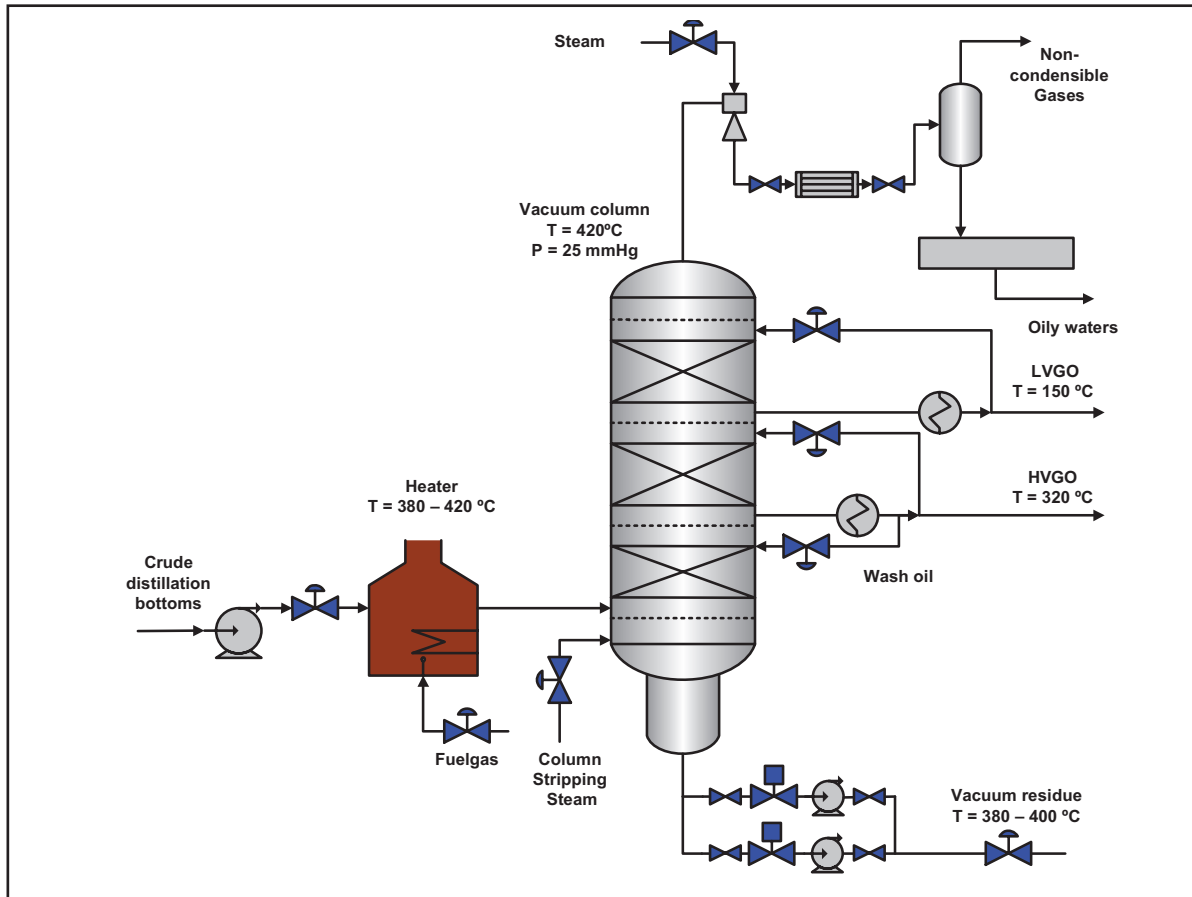 Steam
Non-
condensible
Gases
Vacuum column
T = 420ºC
P = 25 mmHg
Oily waters
LVGO
T = 150 ºC
HVGO
T = 320 ºC
Wash oil
Heater
T = 380 – 420 ºC
Crude
distillation
bottoms
Fuelgas
Column
Stripping
Steam
Vacuum residue
T = 380 – 400 ºC